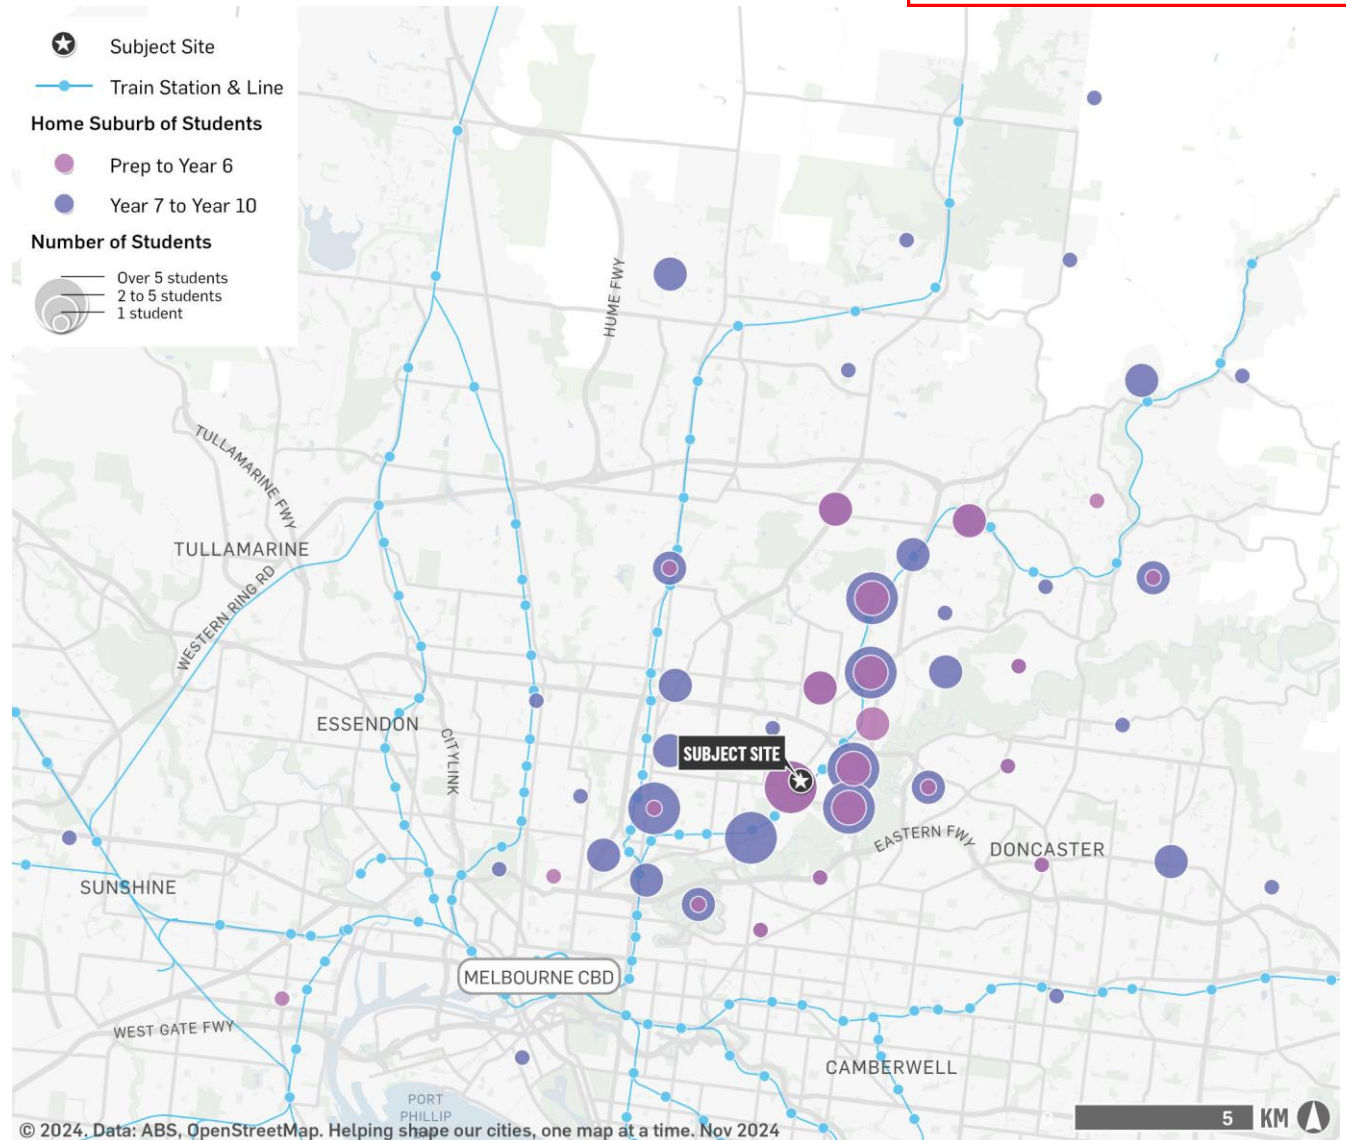 Subject Site
Train Station & Line
Home Suburb of Students
Prep to Year 6
Year 7 to Year 10
Number of Students
Over 5 students
2 to 5 students
1 student
HUME FWY
TULLAMARINE FWY
TULLAMARINE
WESTERN RING RD
ESSENDON
CITYLINK
SUBJECT SITE
EASTERN FWY
DONCASTER
SUNSHINE
MELBOURNE CBD
WEST GATE FWY
CAMBERWELL
PORT
PHILLIP
5 KM
© 2024. Data: ABS, OpenStreetMap. Helping shape our cities, one map at a time. Nov 2024